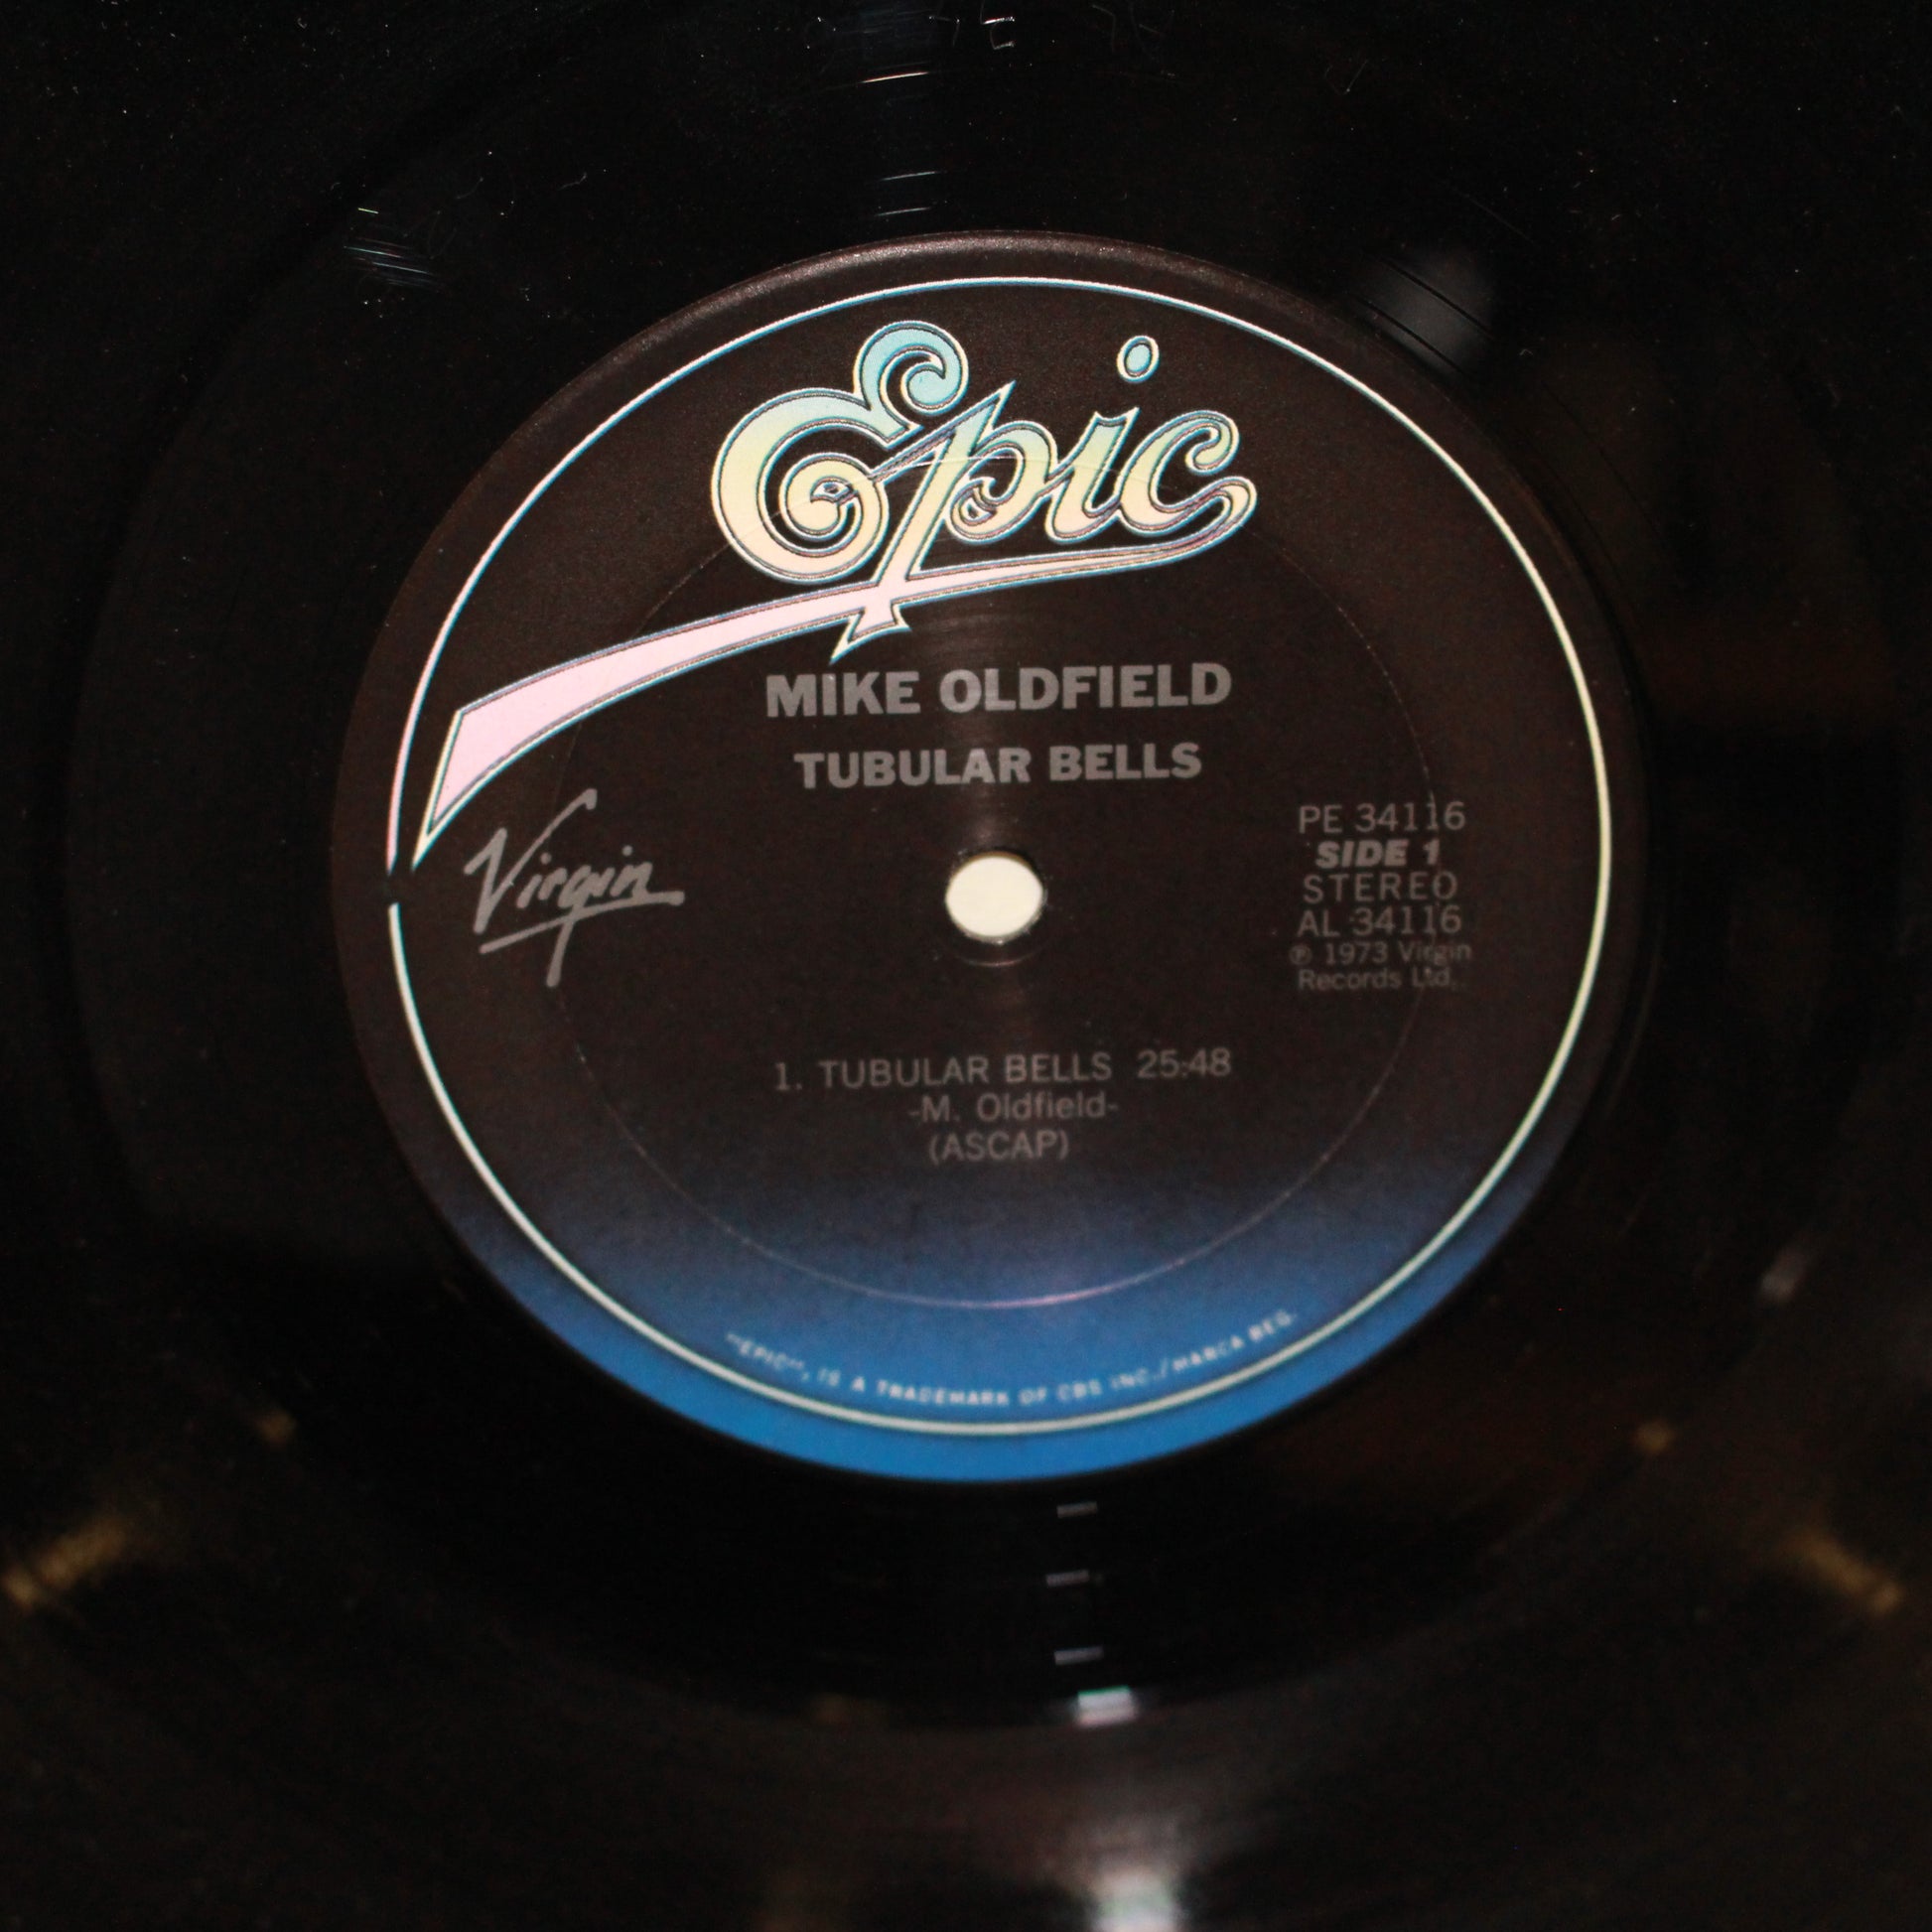 Epic
MIKE OLDFIELD
TUBULAR BELLS
Virgin
PE 34116
SIDE 1
STEREO
AL 34116
℗ 1973 Virgin
Records Ltd.
1. TUBULAR BELLS 25:48
-M. Oldfield-
(ASCAP)
"EPIC", IS A TRADEMARK OF CBS INC./MARCA REG.